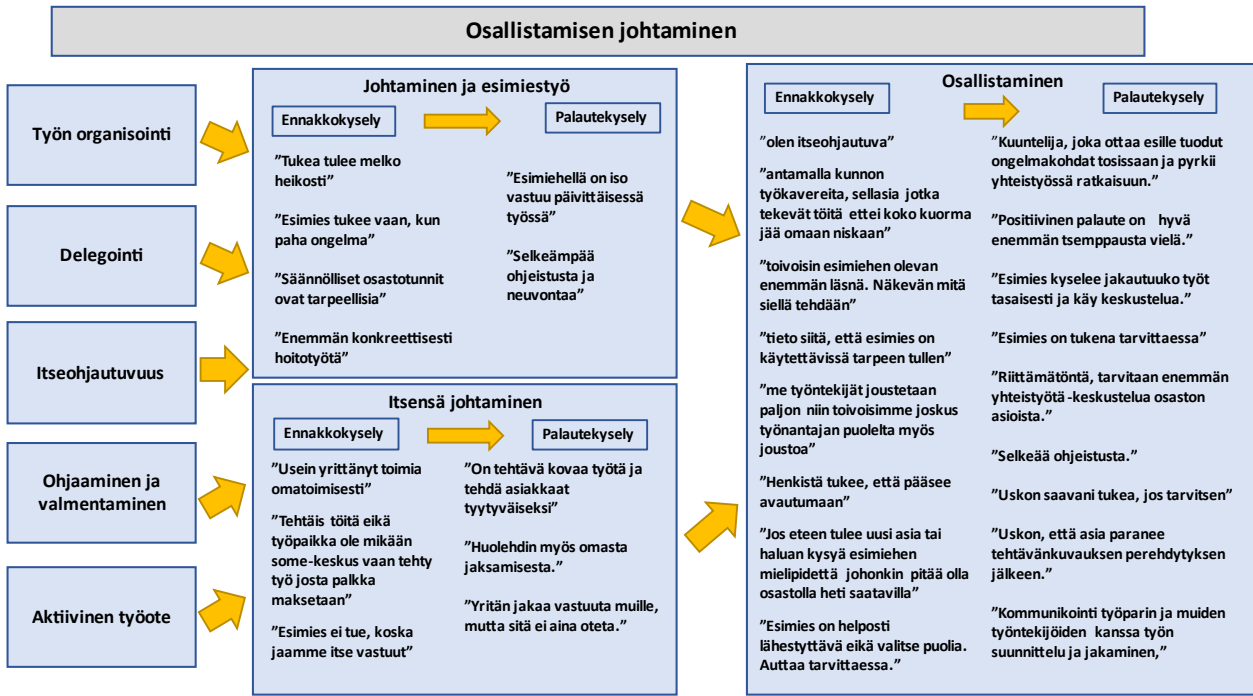 Osallistamisen johtaminen
Työn organisointi
Delegointi
Itseohjautuvuus
Ohjaaminen ja
valmentaminen
Aktiivinen työote
Johtaminen ja esimiestyö
Ennakkokysely
Palautekysely
”Tukea tulee melko
heikosti”
”Esimies tukee vaan, kun
paha ongelma”
”Säännölliset osastotunnit
ovat tarpeellisia”
”Enemmän konkreettisesti
hoitotyötä”
”Esimiehellä on iso
vastuu päivittäisessä
työssä”
”Selkeämpää
ohjeistusta ja
neuvontaa”
Itsensä johtaminen
Ennakkokysely
Palautekysely
”Usein yrittänyt toimia
omatoimisesti”
”Tehtäis töitä eikä
työpaikka ole mikään
some-keskus vaan tehty
työ josta palkka
maksetaan”
”Esimies ei tue, koska
jaamme itse vastuut”
”On tehtävä kovaa työtä ja
tehdä asiakkaat
tyytyväiseksi”
”Huolehdin myös omasta
jaksamisesta.”
”Yritän jakaa vastuuta muille,
mutta sitä ei aina oteta.”
Osallistaminen
Ennakkokysely
Palautekysely
”olen itseohjautuva”
”antamalla kunnon
työkavereita, sellasia jotka
tekevät töitä ettei koko kuorma
jää omaan niskaan”
”toivoisin esimiehen olevan
enemmän läsnä. Näkevän mitä
siellä tehdään”
”tieto siitä, että esimies on
käytettävissä tarpeen tullen”
”me työntekijät joustetaan
paljon niin toivoisimme joskus
työnantajan puolelta myös
joustoa”
”Henkistä tukee, että pääsee
avautumaan”
”Jos eteen tulee uusi asia tai
haluan kysyä esimiehen
mielipidettä johonkin pitää olla
osastolla heti saatavilla”
”Esimies on helposti
lähestyttävä eikä valitse puolia.
Auttaa tarvittaessa.”
”Kuuntelija, joka ottaa esille tuodut
ongelmakohdat tosissaan ja pyrkii
yhteistyössä ratkaisuun.”
”Positiivinen palaute on hyvä
enemmän tsemppausta vielä.”
”Esimies kyselee jakautuuko työt
tasaisesti ja käy keskustelua.”
”Esimies on tukena tarvittaessa”
”Riittämätöntä, tarvitaan enemmän
yhteistyötä -keskustelua osaston
asioista.”
”Selkeää ohjeistusta.”
”Uskon saavani tukea, jos tarvitsen”
”Uskon, että asia paranee
tehtävänkuvauksen perehdytyksen
jälkeen.”
”Kommunikointi työparin ja muiden
työntekijöiden kanssa työn
suunnittelu ja jakaminen,”